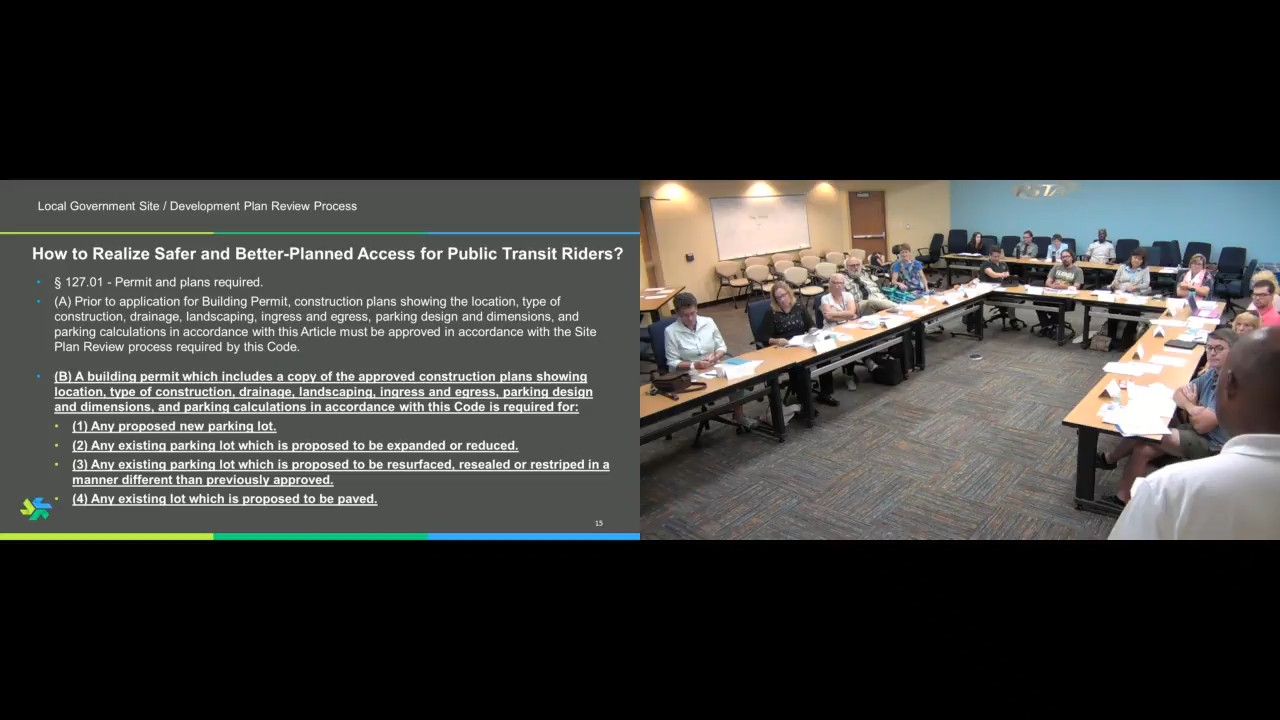 Local Government Site / Development Plan Review Process
How to Realize Safer and Better-Planned Access for Public Transit Riders?
• § 127.01 - Permit and plans required.
• (A) Prior to application for Building Permit, construction plans showing the location, type of
construction, drainage, landscaping, ingress and egress, parking design and dimensions, and
parking calculations in accordance with this Article must be approved in accordance with the Site
Plan Review process required by this Code.
• (B) A building permit which includes a copy of the approved construction plans showing
location, type of construction, drainage, landscaping, ingress and egress, parking design
and dimensions, and parking calculations in accordance with this Code is required for:
• (1) Any proposed new parking lot.
• (2) Any existing parking lot which is proposed to be expanded or reduced.
• (3) Any existing parking lot which is proposed to be resurfaced, resealed or restriped in a
manner different than previously approved.
• (4) Any existing lot which is proposed to be paved.
15